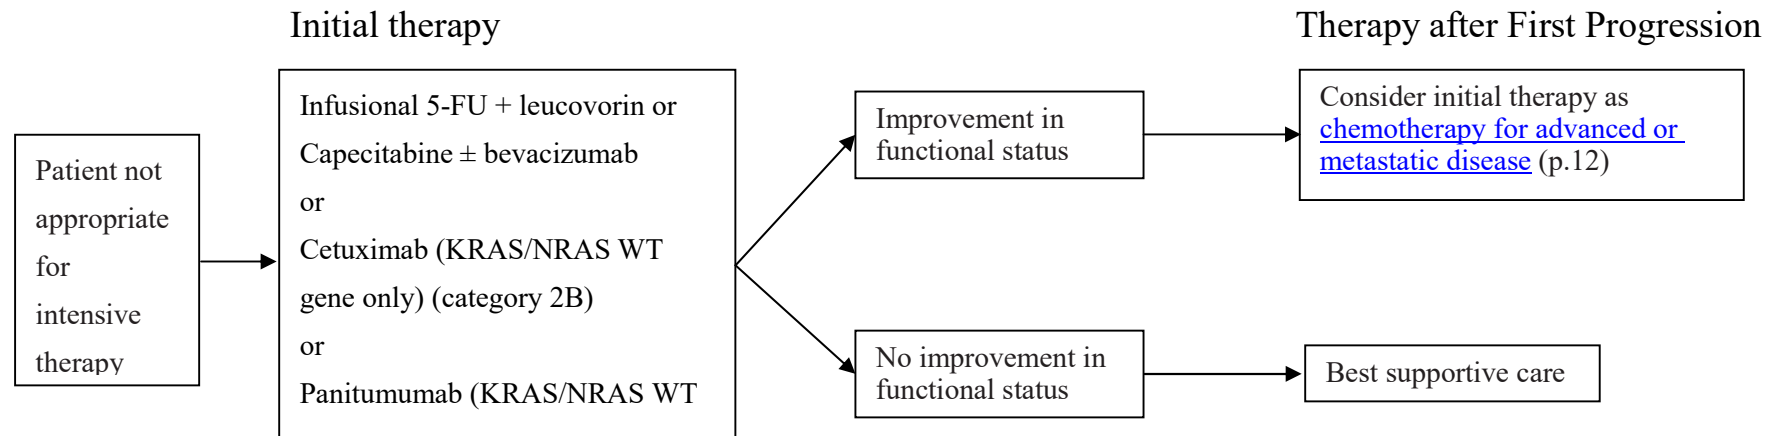 Initial therapy
Therapy after First Progression
Patient not
appropriate
for
intensive
therapy
Infusional 5-FU + leucovorin or
Capecitabine ± bevacizumab
or
Cetuximab (KRAS/NRAS WT
gene only) (category 2B)
or
Panitumumab (KRAS/NRAS WT
Improvement in
functional status
Consider initial therapy as
chemotherapy for advanced or
metastatic disease (p.12)
No improvement in
functional status
Best supportive care